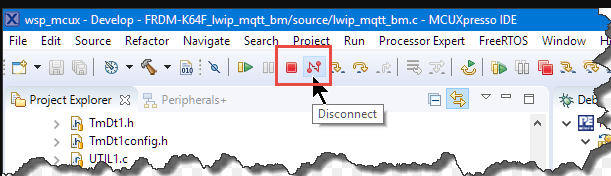 wsp_mcux - Develop - FRDM-K64F_lwip_mqtt_bm/source/lwip_mqtt_bm.c - MCUXpresso IDE
File Edit Source Refactor Navigate Search Project Run Processor Expert FreeRTOS Window
010
Project Explorer Peripherals+
Disconnect
TmDt1.h
TmDt1config.h
UTIL1.c